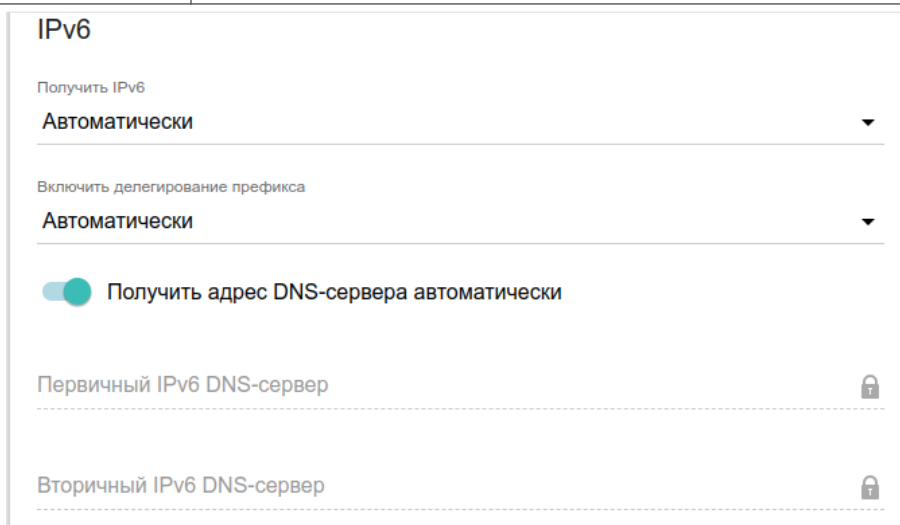 IPv6
Получить IPv6
Автоматически
Включить делегирование префикса
Автоматически
Получить адрес DNS-сервера автоматически
Первичный IPv6 DNS-сервер
Вторичный IPv6 DNS-сервер